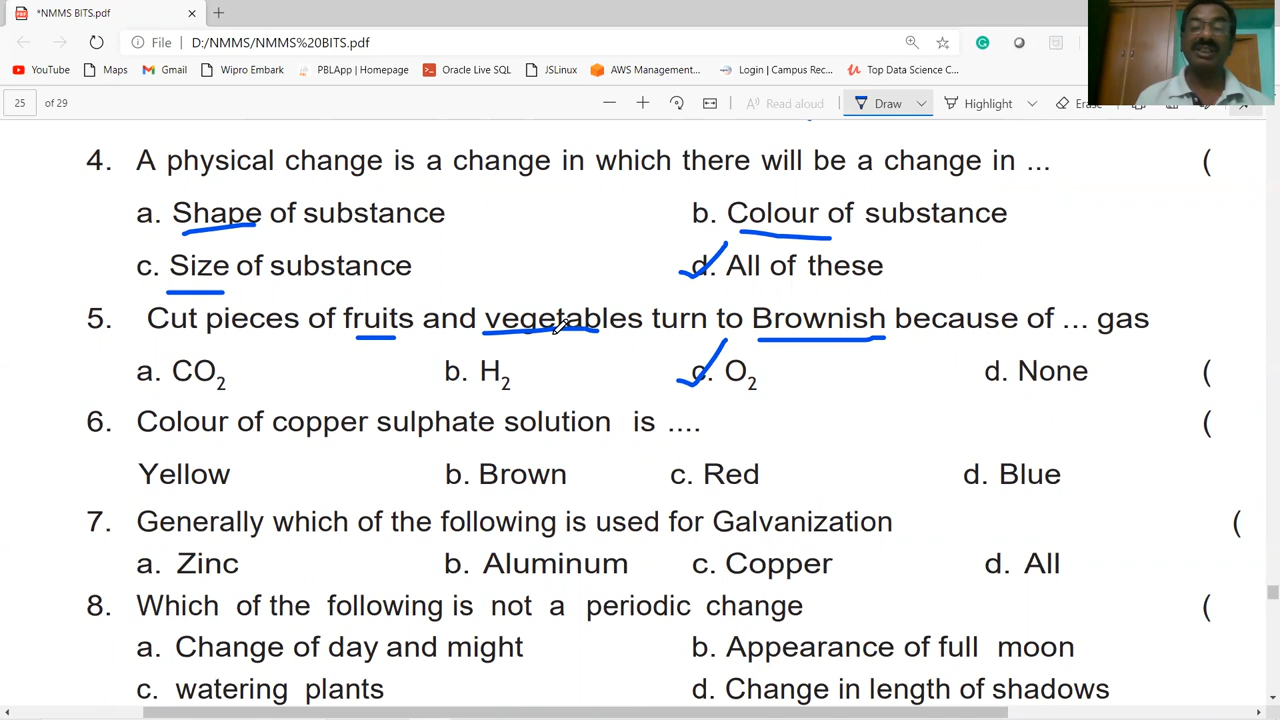 *NMMS BITS.pdf
File D:/NMMS/NMMS%20BITS.pdf
YouTube Maps Gmail Wipro Embark PBLApp | Homepage Oracle Live SQL JSLinux AWS Management... Login | Campus Rec... Top Data Science C...
25 of 29 Read aloud Draw Highlight Erase
4. A physical change is a change in which there will be a change in ... (
a. Shape of substance b. Colour of substance
c. Size of substance d. All of these
5. Cut pieces of fruits and vegetables turn to Brownish because of ... gas
a. CO₂ b. H₂ c. O₂ d. None (
6. Colour of copper sulphate solution is .... (
Yellow b. Brown c. Red d. Blue
7. Generally which of the following is used for Galvanization (
a. Zinc b. Aluminum c. Copper d. All
8. Which of the following is not a periodic change (
a. Change of day and might b. Appearance of full moon
c. watering plants d. Change in length of shadows